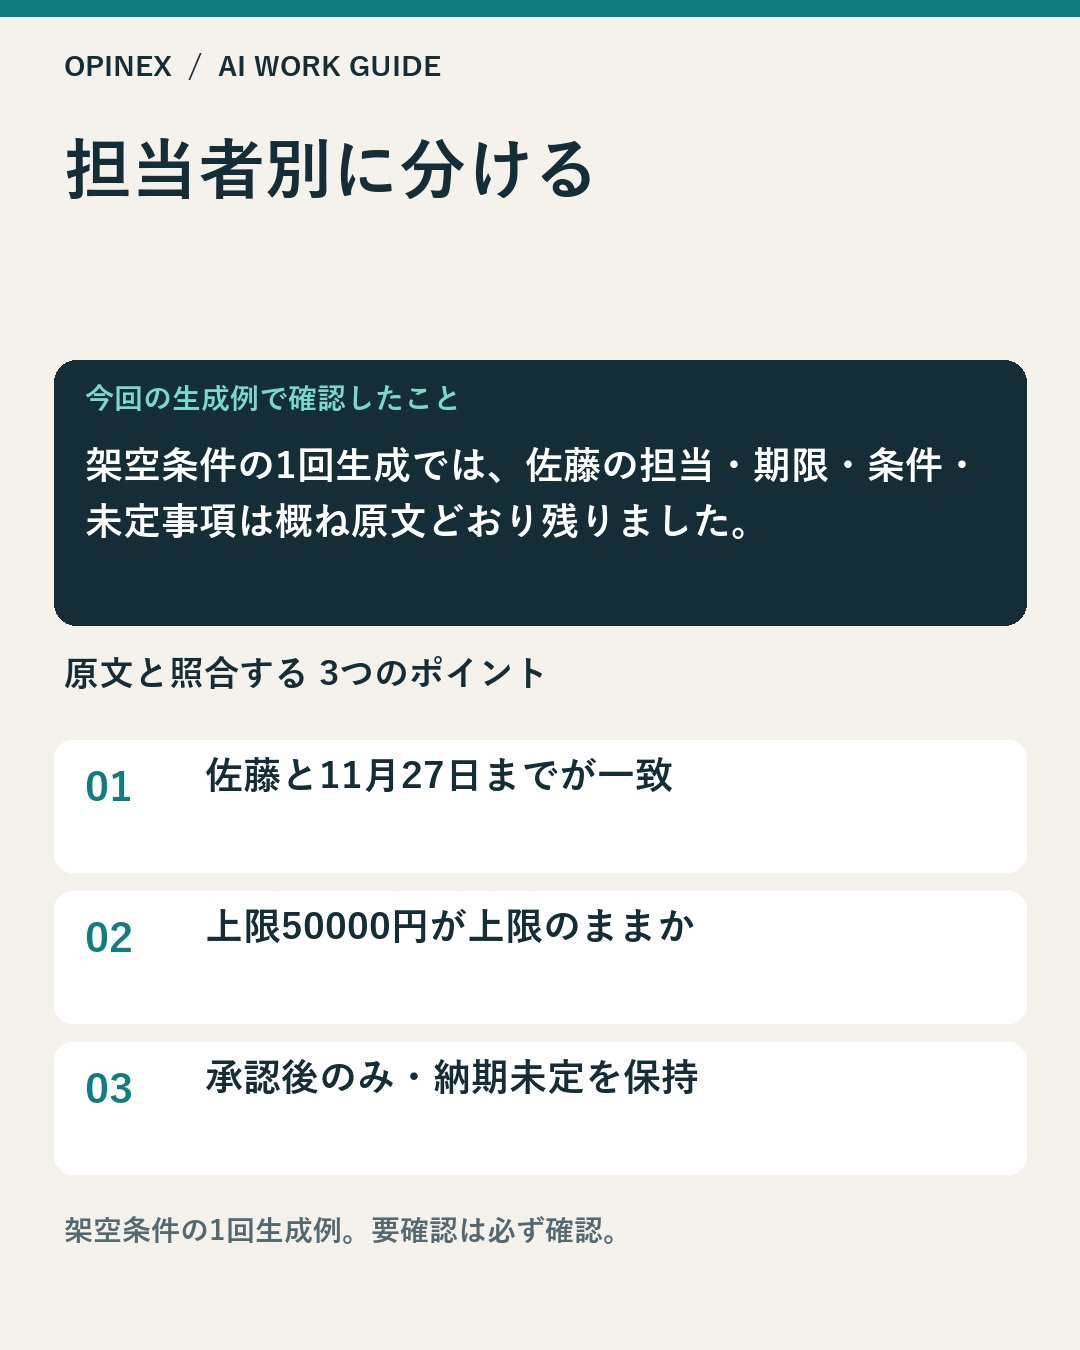 OPINEX / AI WORK GUIDE
担当者別に分ける
今回の生成例で確認したこと
架空条件の1回生成では、佐藤の担当・期限・条件・
未定事項は概ね原文どおり残りました。
原文と照合する 3つのポイント
01 佐藤と11月27日までが一致
02 上限50000円が上限のままか
03 承認後のみ・納期未定を保持
架空条件の1回生成例。要確認は必ず確認。